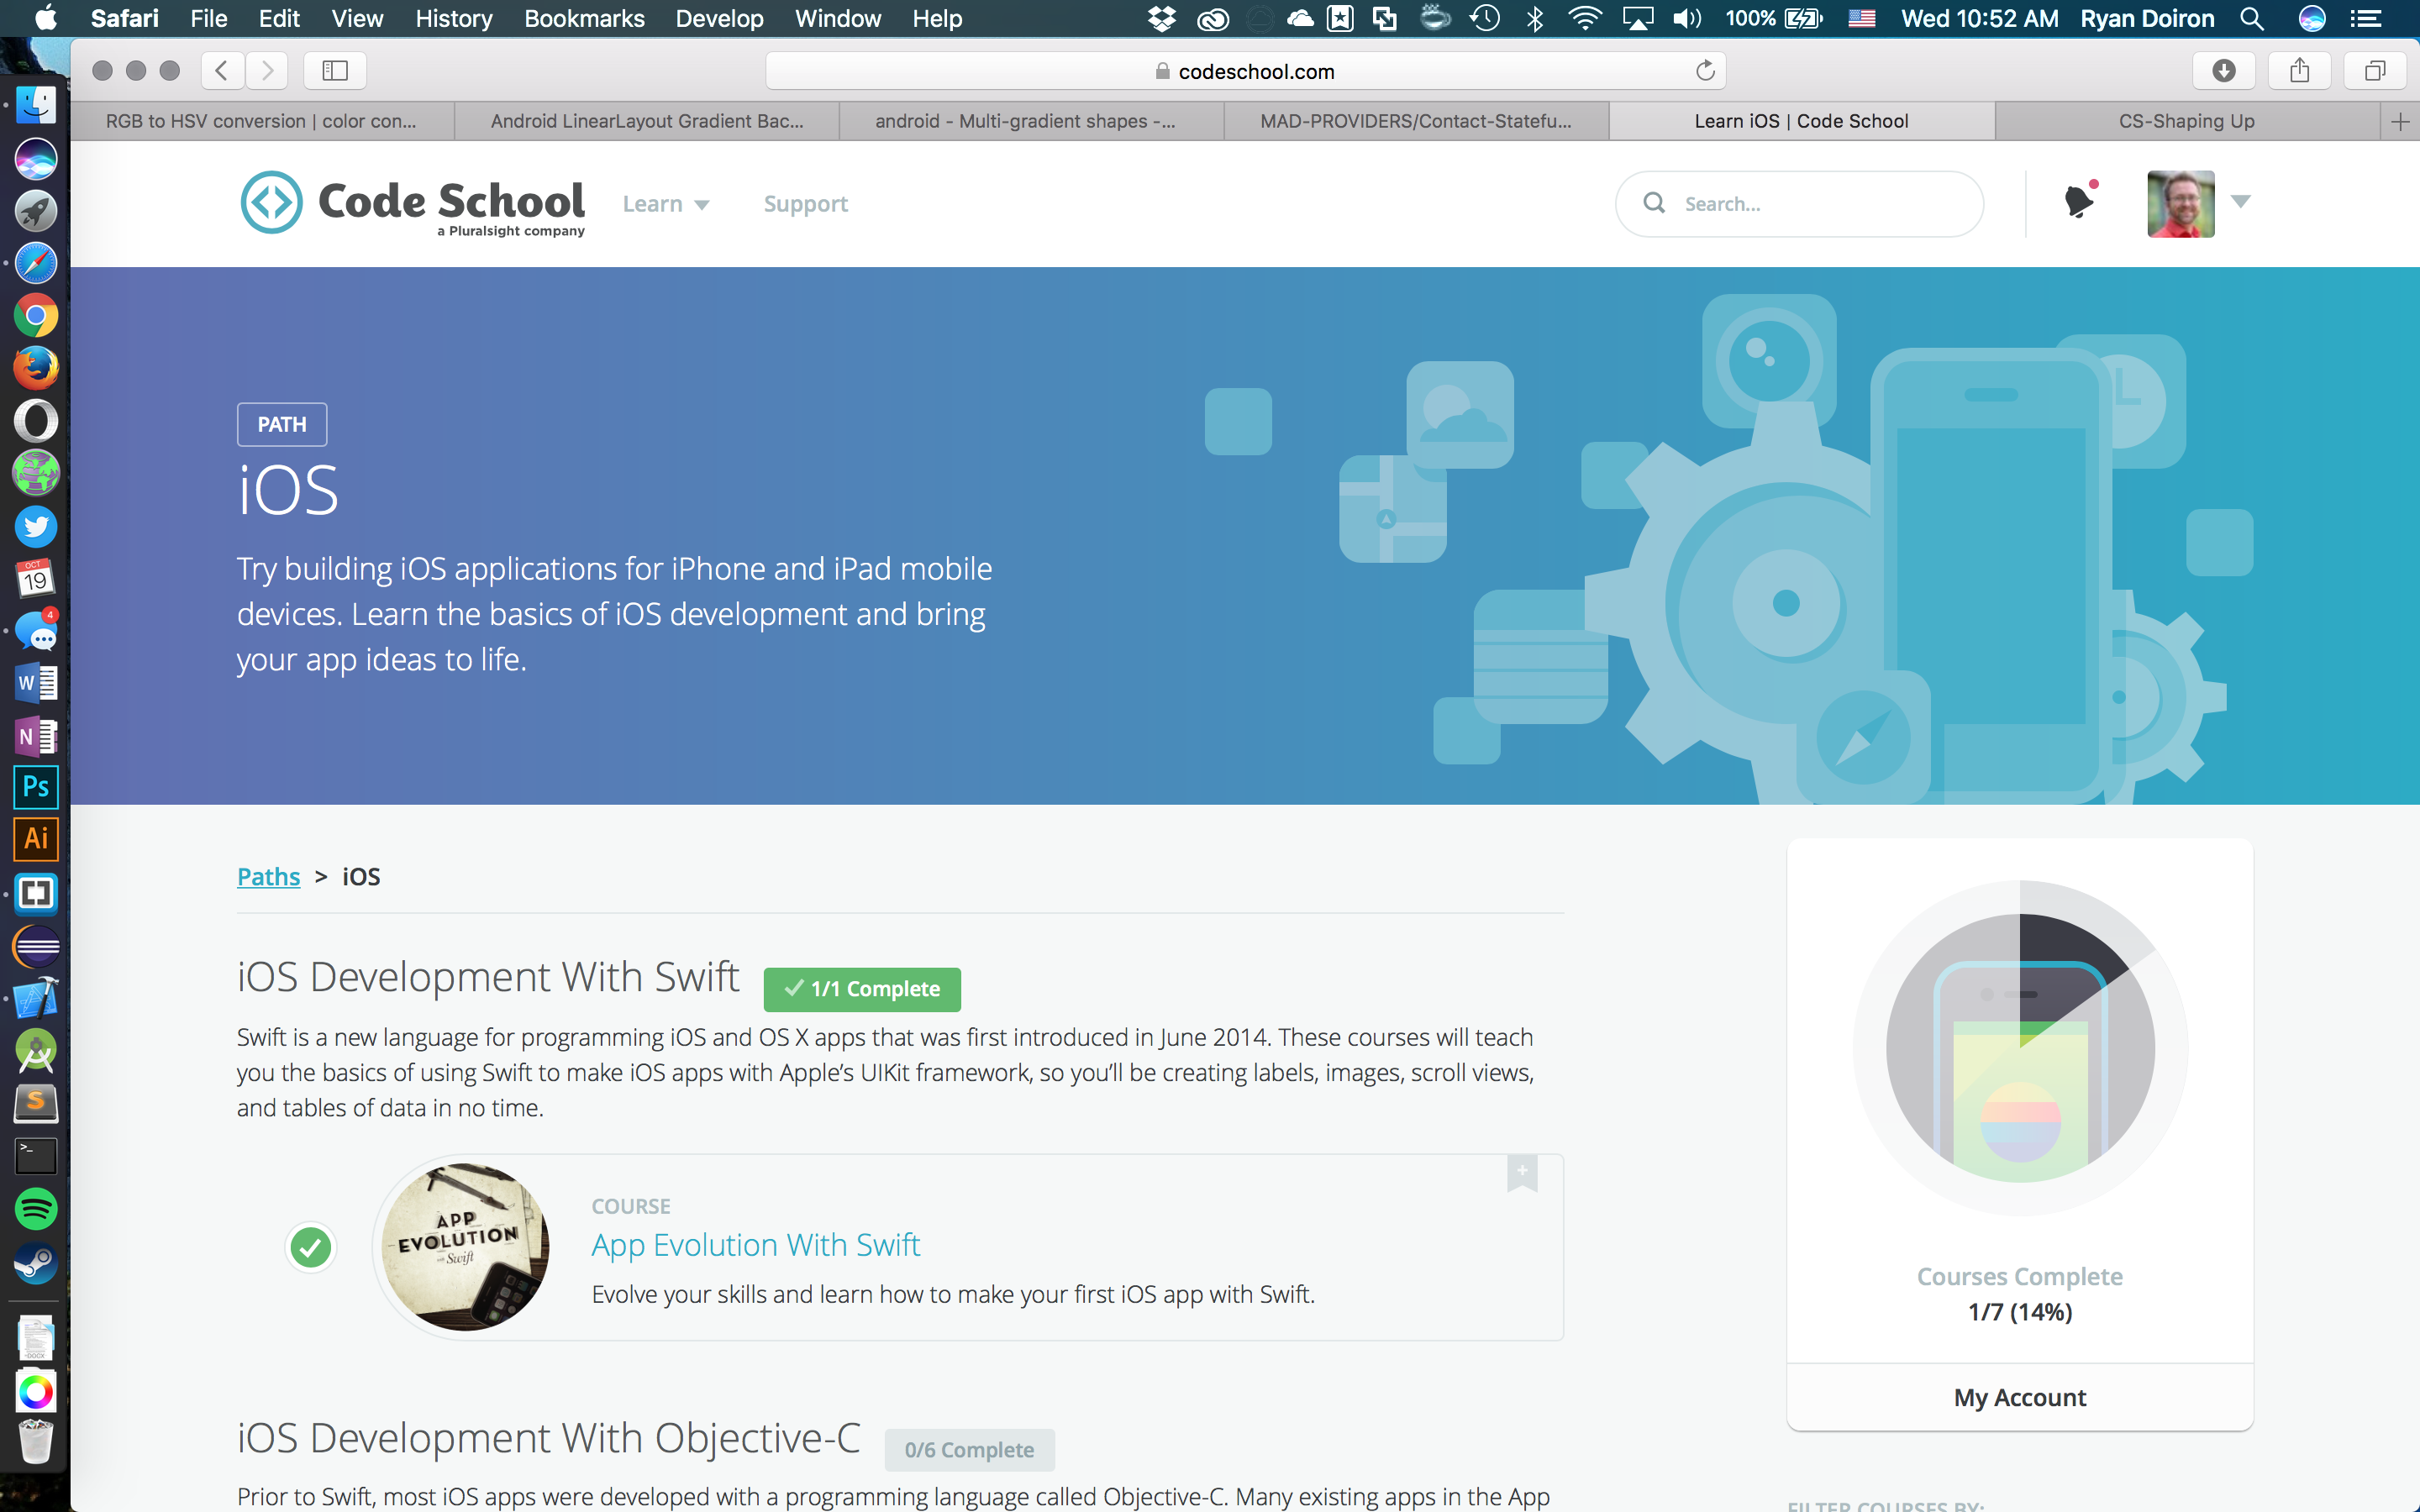 Safari File Edit View History Bookmarks Develop Window Help 100% Wed 10:52 AM Ryan Doiron
codeschool.com
RGB to HSV conversion | color con...
Android LinearLayout Gradient Bac...
android - Multi-gradient shapes -...
MAD-PROVIDERS/Contact-Statefu...
Learn iOS | Code School
CS-Shaping Up
Code School
a Pluralsight company
Learn
Support
Search...
PATH
iOS
Try building iOS applications for iPhone and iPad mobile
devices. Learn the basics of iOS development and bring
your app ideas to life.
OCT
19
4
W
N
Ps
Ai
S
>_
DOCX
Paths > iOS
iOS Development With Swift
1/1 Complete
Swift is a new language for programming iOS and OS X apps that was first introduced in June 2014. These courses will teach
you the basics of using Swift to make iOS apps with Apple’s UIKit framework, so you’ll be creating labels, images, scroll views,
and tables of data in no time.
APP
EVOLUTION
with Swift
COURSE
App Evolution With Swift
Evolve your skills and learn how to make your first iOS app with Swift.
iOS Development With Objective-C
0/6 Complete
Prior to Swift, most iOS apps were developed with a programming language called Objective-C. Many existing apps in the App
Courses Complete
1/7 (14%)
My Account
FILTER COURSES BY: